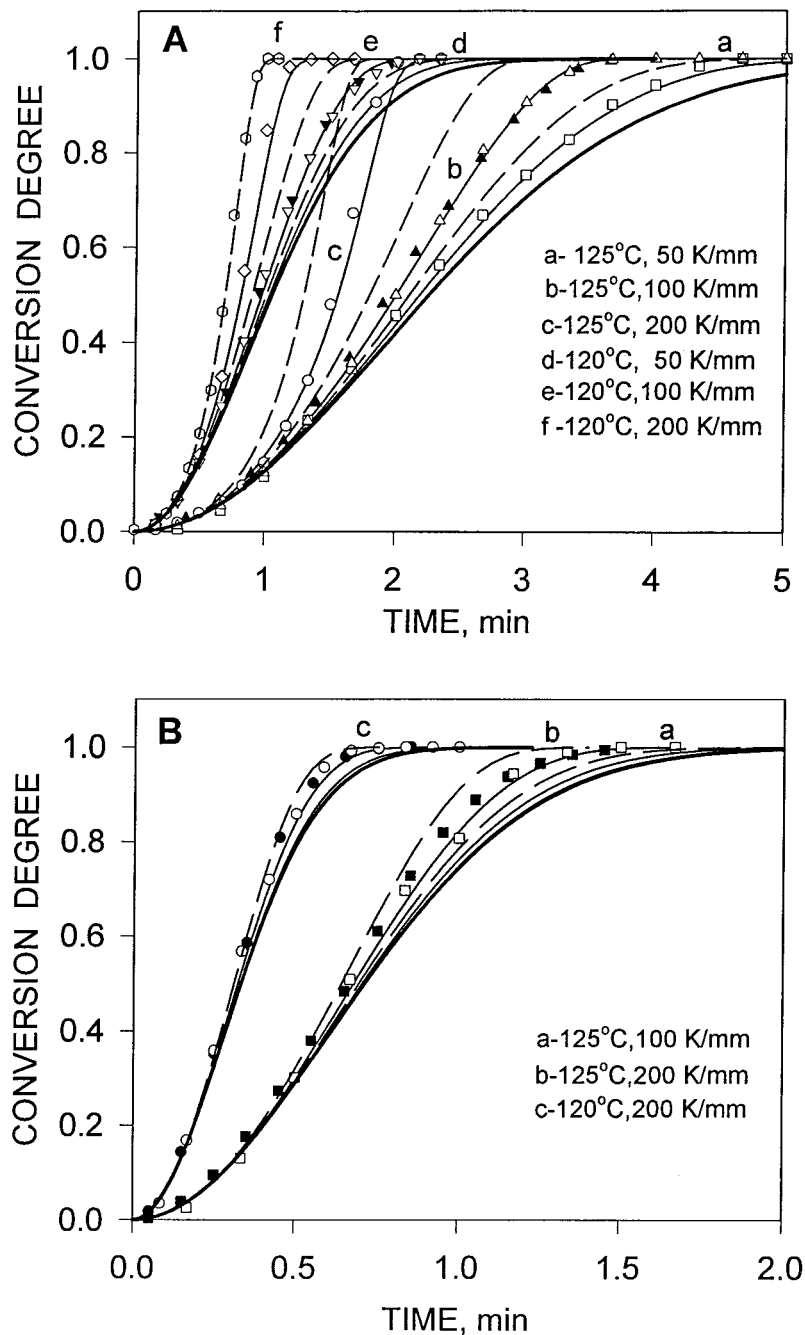 A
f
e
d
a
1.0
0.8
b
0.6
c
a- 125°C, 50 K/mm
b-125°C,100 K/mm
c-125°C, 200 K/mm
d-120°C, 50 K/mm
e-120°C,100 K/mm
f -120°C, 200 K/mm
0.4
0.2
0.0
CONVERSION DEGREE
0 1 2 3 4 5
TIME, min
B
c
b
a
1.0
0.8
0.6
0.4
a-125°C,100 K/mm
b-125°C,200 K/mm
c-120°C,200 K/mm
0.2
0.0
CONVERSION DEGREE
0.0 0.5 1.0 1.5 2.0
TIME, min